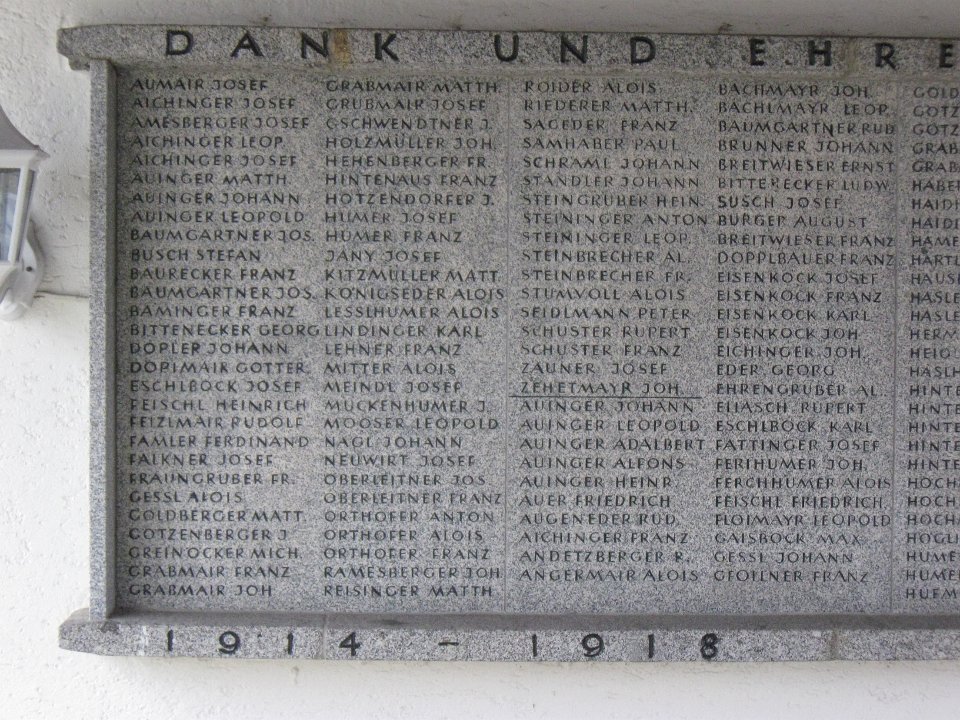 DANK UND EHRE
AUMAIR JOSEF
AICHINGER JOSEF
AMESBERGER JOSEF
AICHINGER LEOP.
AICHINGER JOSEF
AUINGER MATTH.
AUINGER JOHANN
AUINGER LEOPOLD
BAUMGARTNER JOS.
BUSCH STEFAN
BAURECKER FRANZ
BAUMGARTNER JOS.
BAMINGER FRANZ
BITTENECKER GEORG
DOPLER JOHANN
DOPLMAIR GOTTER.
ESCHLBÖCK JOSEF
FEISCHL HEINRICH
FEIZLMAIR RUDOLF
FAMLER FERDINAND
FALKNER JOSEF
FRAUNGRUBER FR.
GESSL ALOIS
GOLDBERGER MATT.
GÖTZENBERGER J.
GREINÖCKER MICH.
GRABMAIR FRANZ
GRABMAIR JOH
GRABMAIR MATTH.
GRUBMAIR JOSEF
GSCHWENDTNER J.
HOLZMÜLLER JOH.
HEHENBERGER FR.
HINTENAUS FRANZ
HOTZENDORFER J.
HUMER JOSEF
HUMER FRANZ
JANY JOSEF
KITZMÜLLER MATT.
KÖNIGSEDER ALOIS
LESSLHUMER ALOIS
LINDINGER KARL
LEHNER FRANZ
MITTER ALOIS
MEINDL JOSEF
MUCKENHUMER J.
MOOSER LEOPOLD
NAGL JOHANN
NEUWIRT JOSEF
OBERLEITNER JOS.
OBERLEITNER FRANZ
ORTHOFER ANTON
ORTHOFER ALOIS
ORTHOFER FRANZ
RAMESBERGER JOH
REISINGER MATTH.
ROIDER ALOIS
RIEDERER MATTH.
SAGEDER FRANZ
SAMHABER PAUL
SCHRAML JOHANN
STANDLER JOHANN
STEINGRUBER HEIN.
STEININGER ANTON
STEININGER LEOP.
STEINBRECHER AL.
STEINBRECHER FR.
STUMVOLL ALOIS
SEIDLMANN PETER
SCHUSTER RUPERT
SCHUSTER FRANZ
ZAUNER JOSEF
ZEHETMAYR JOH.
AUINGER JOHANN
AUINGER LEOPOLD
AUINGER ADALBERT
AUINGER ALFONS
AUINGER HEINR.
AUER FRIEDRICH
AUGENEDER RUD.
AICHINGER FRANZ
ANDETZBERGER R.
ANGERMAIR ALOIS
BACHMAYR JOH.
BACHLMAYR LEOP.
BAUMGARTNER RUD
BRUNNER JOHANN
BREITWIESER ERNST
BITTERECKER LUDW.
SUSCH JOSEF
BURGER AUGUST
BREITWIESER FRANZ
DOPPLBAUER FRANZ
EISENKÖCK JOSEF
EISENKÖCK FRANZ
EISENKÖCK KARL
EISENKÖCK JOH
EICHINGER JOH.
EDER GEORG
EHRENGRUBER AL.
ELIASCH RUPERT
ESCHLBÖCK KARL
FATTINGER JOSEF
FERIHUMER JOH.
FERCHHUMER ALOIS
FEISCHL FRIEDRICH
FLOIMAYR LEOPOLD
GAISBÖCK MAX
GESSL JOHANN
GFÖLLNER FRANZ
1914 – 1918